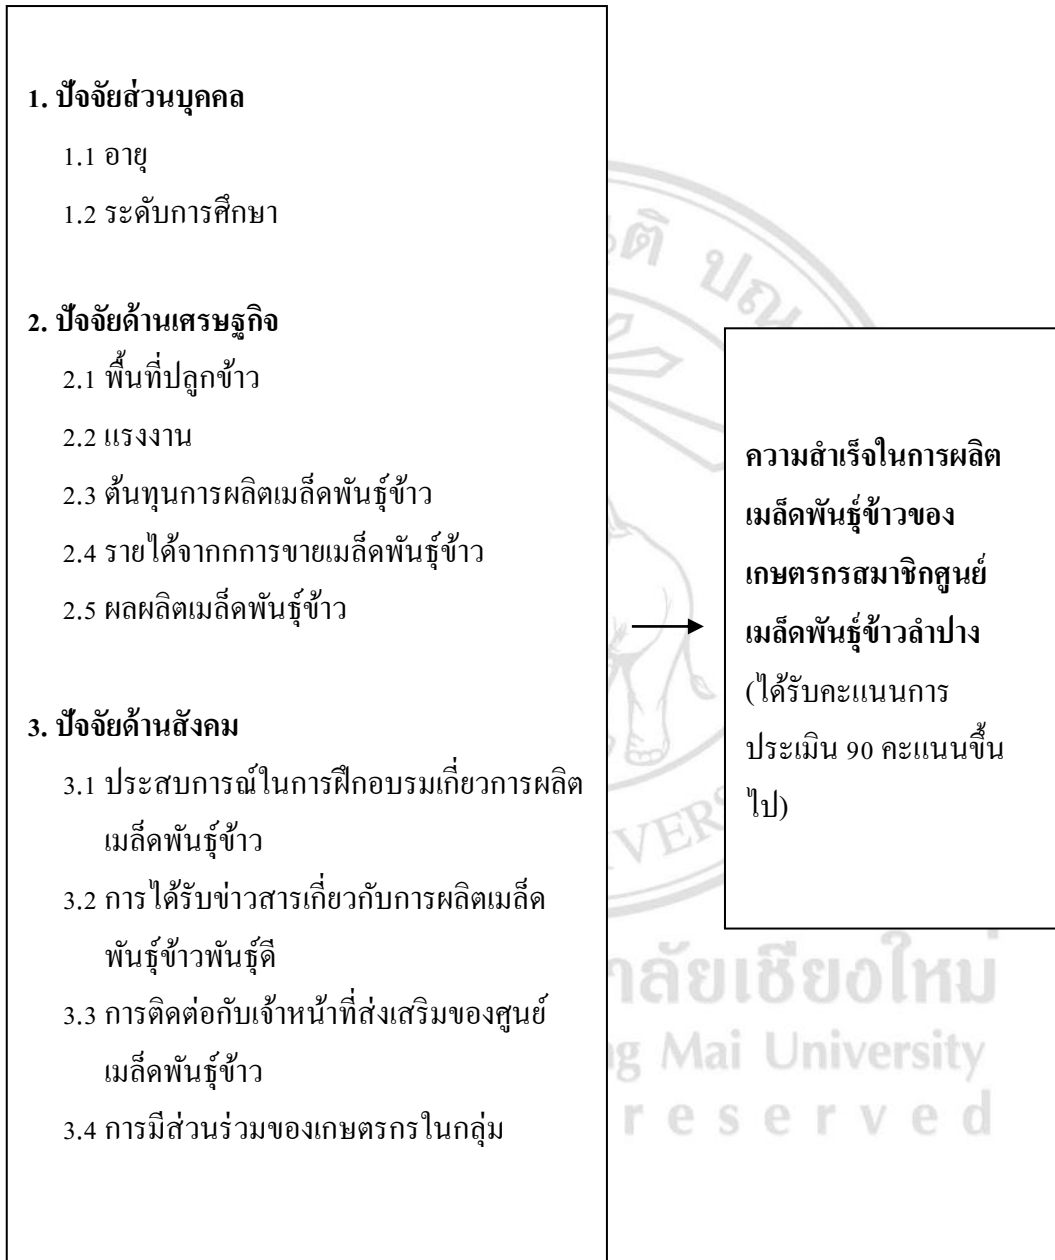 1. ปัจจัยส่วนบุคคล
1.1 อายุ
1.2 ระดับการศึกษา
2. ปัจจัยด้านเศรษฐกิจ
2.1 พื้นที่ปลูกข้าว
2.2 แรงงาน
2.3 ต้นทุนการผลิตเมล็ดพันธุ์ข้าว
2.4 รายได้จากกการขายเมล็ดพันธุ์ข้าว
2.5 ผลผลิตเมล็ดพันธุ์ข้าว
3. ปัจจัยด้านสังคม
3.1 ประสบการณ์ในการฝึกอบรมเกี่ยวการผลิต
เมล็ดพันธุ์ข้าว
3.2 การได้รับข่าวสารเกี่ยวกับการผลิตเมล็ด
พันธุ์ข้าวพันธุ์ดี
3.3 การติดต่อกับเจ้าหน้าที่ส่งเสริมของศูนย์
เมล็ดพันธุ์ข้าว
3.4 การมีส่วนร่วมของเกษตรกรในกลุ่ม
ความสำเร็จในการผลิต
เมล็ดพันธุ์ข้าวของ
เกษตรกรสมาชิกศูนย์
เมล็ดพันธุ์ข้าวลำปาง
(ได้รับคะแนนการ
ประเมิน 90 คะแนนขึ้น
ไป)
าลัยเชียงใหม่
ng Mai University
reserved